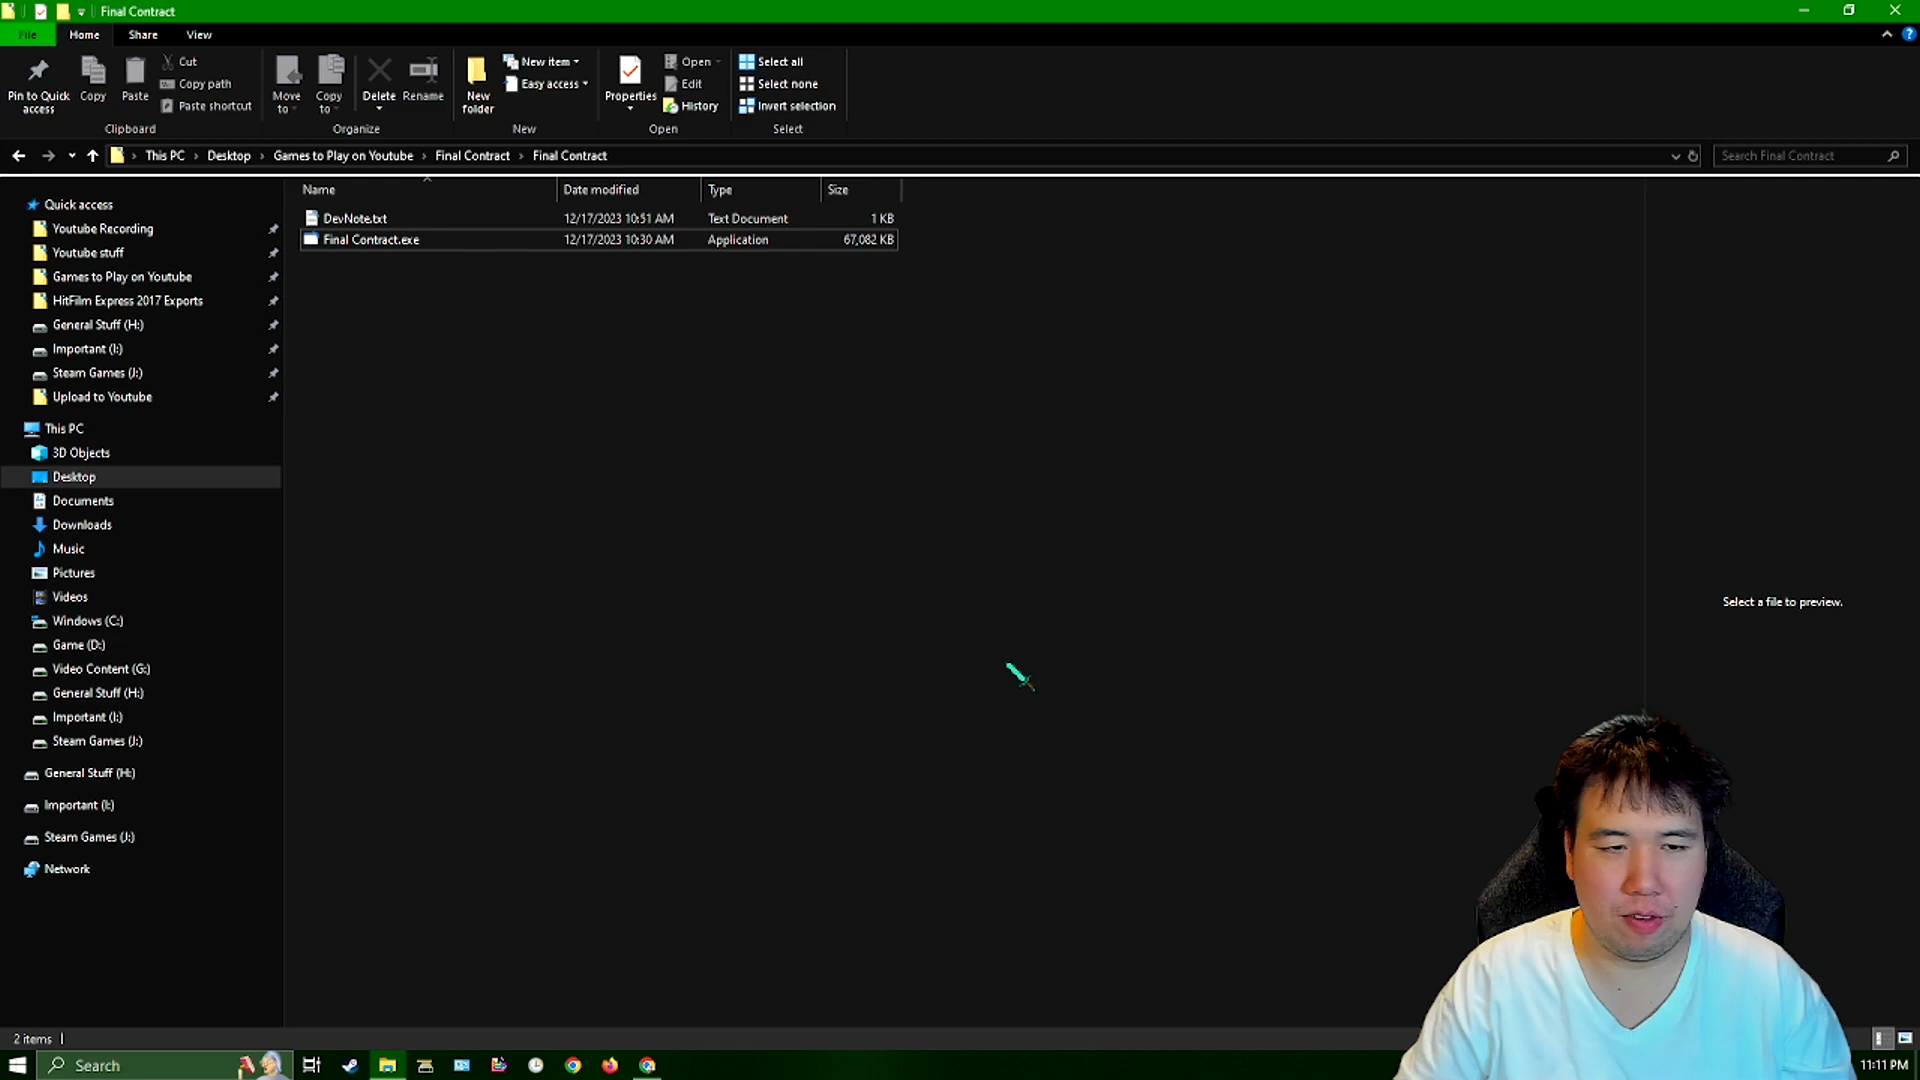 Final Contract
File Home Share View
Pin to Quick access
Copy
Paste
Cut
Copy path
Paste shortcut
Clipboard
Move to
Copy to
Delete
Rename
Organize
New folder
New item
Easy access
New
Properties
Open
Edit
History
Open
Select all
Select none
Invert selection
Select
This PC > Desktop > Games to Play on Youtube > Final Contract > Final Contract
Search Final Contract
Name Date modified Type Size
DevNote.txt 12/17/2023 10:51 AM Text Document 1 KB
Final Contract.exe 12/17/2023 10:30 AM Application 67,082 KB
Quick access
Youtube Recording
Youtube stuff
Games to Play on Youtube
HitFilm Express 2017 Exports
General Stuff (H:)
Important (I:)
Steam Games (J:)
Upload to Youtube
This PC
3D Objects
Desktop
Documents
Downloads
Music
Pictures
Videos
Windows (C:)
Game (D:)
Video Content (G:)
General Stuff (H:)
Important (I:)
Steam Games (J:)
General Stuff (H:)
Important (I:)
Steam Games (J:)
Network
Select a file to preview.
2 items
Search
11:11 PM